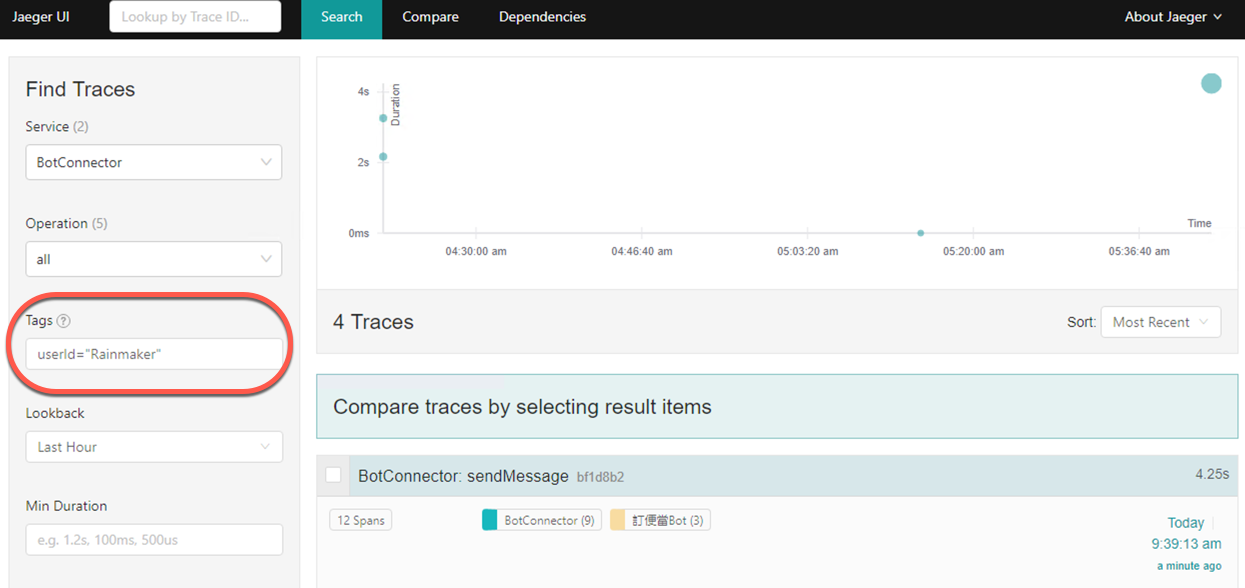 Jaeger UI
Lookup by Trace ID...
Search
Compare
Dependencies
About Jaeger
Find Traces
Service (2)
BotConnector
Operation (5)
all
Tags ?
userId="Rainmaker"
Lookback
Last Hour
Min Duration
e.g. 1.2s, 100ms, 500us
Duration
4s
2s
0ms
Time
04:30:00 am
04:46:40 am
05:03:20 am
05:20:00 am
05:36:40 am
4 Traces
Sort:
Most Recent
Compare traces by selecting result items
BotConnector: sendMessage bf1d8b2
4.25s
12 Spans
BotConnector (9)
訂便當Bot (3)
Today
9:39:13 am
a minute ago